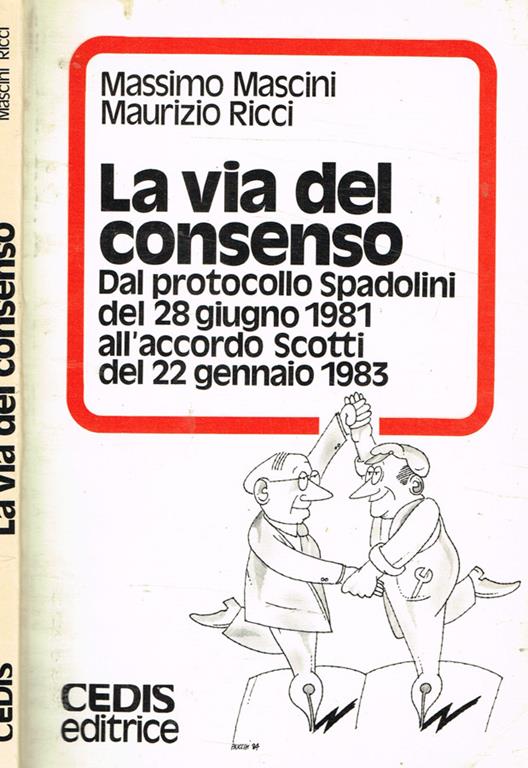 Mascini Ricci
La via del consenso
CEDIS
Massimo Mascini
Maurizio Ricci
La via del
consenso
Dal protocollo Spadolini
del 28 giugno 1981
all'accordo Scotti
del 22 gennaio 1983
CEDIS
editrice